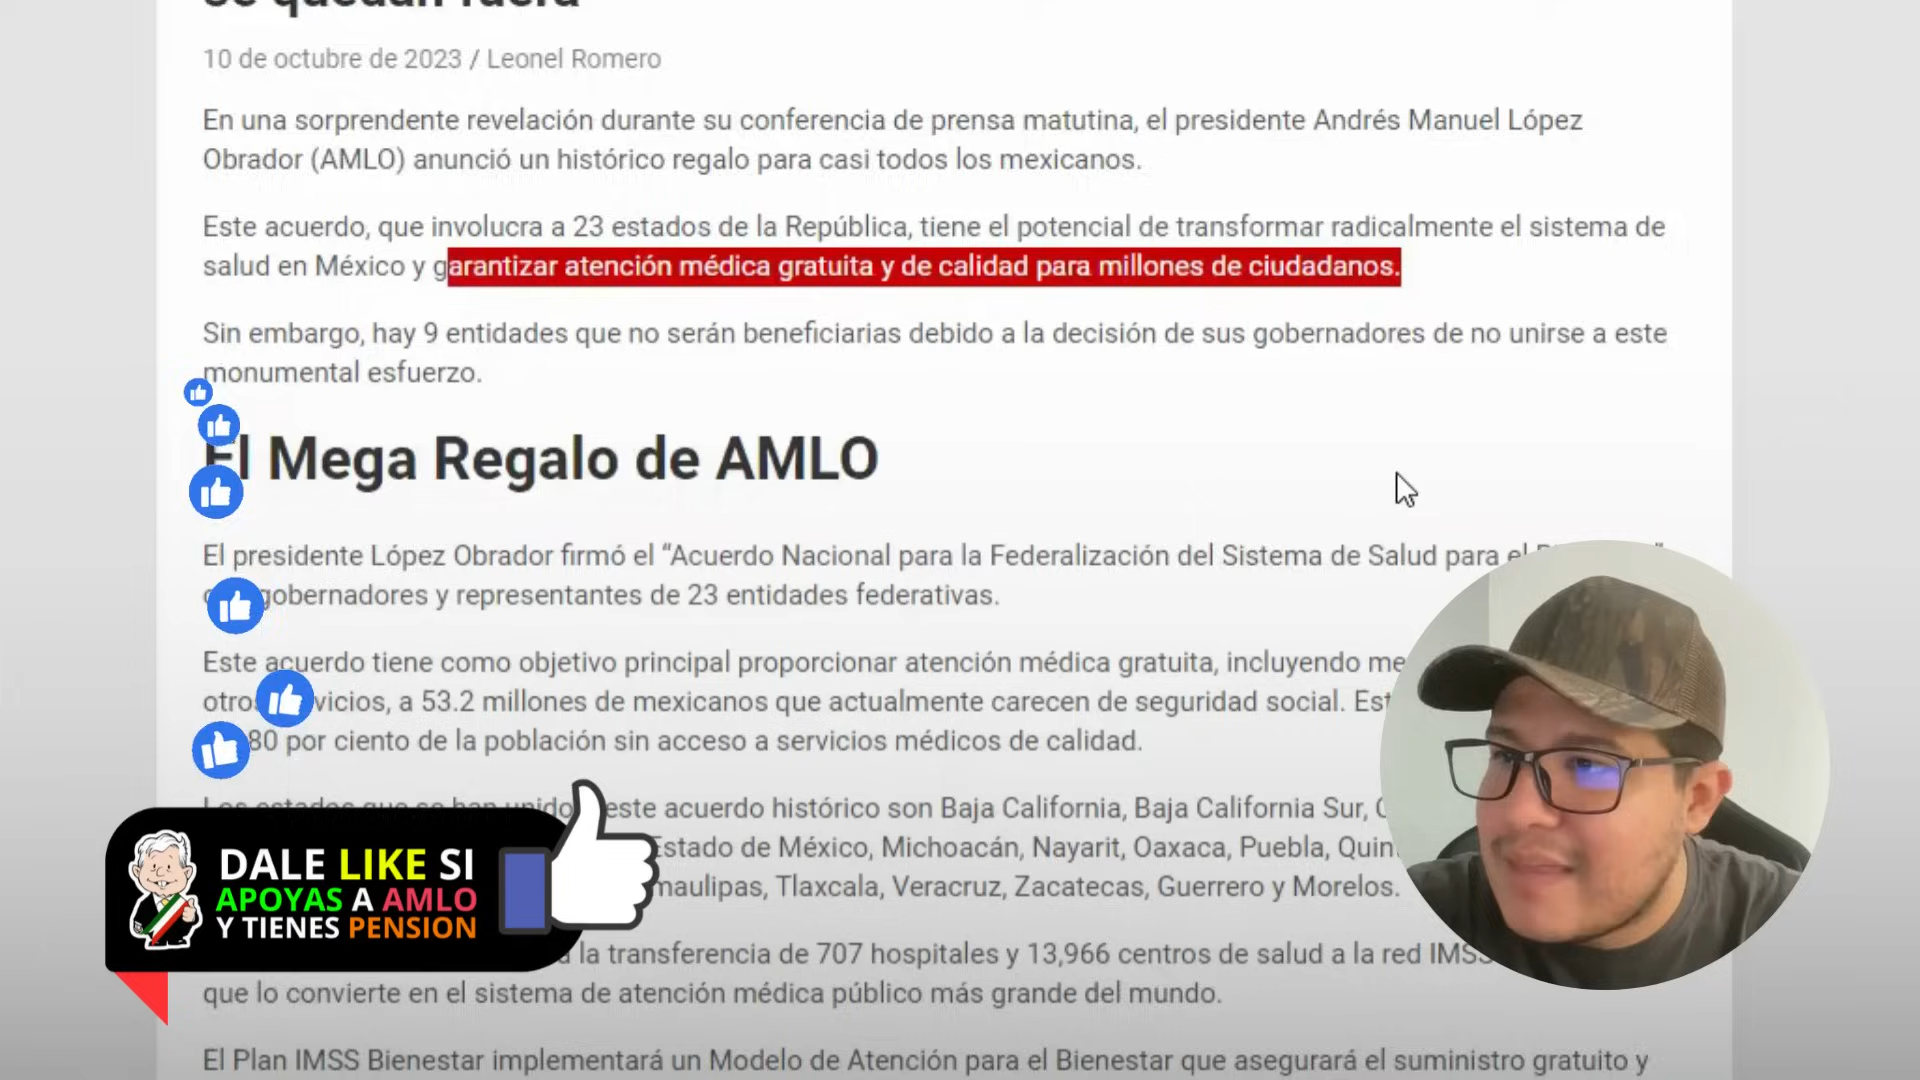 se quedan fuera
10 de octubre de 2023 / Leonel Romero
En una sorprendente revelación durante su conferencia de prensa matutina, el presidente Andrés Manuel López
Obrador (AMLO) anunció un histórico regalo para casi todos los mexicanos.
Este acuerdo, que involucra a 23 estados de la República, tiene el potencial de transformar radicalmente el sistema de
salud en México y garantizar atención médica gratuita y de calidad para millones de ciudadanos.
Sin embargo, hay 9 entidades que no serán beneficiarias debido a la decisión de sus gobernadores de no unirse a este
monumental esfuerzo.
El Mega Regalo de AMLO
El presidente López Obrador firmó el “Acuerdo Nacional para la Federalización del Sistema de Salud para el
gobernadores y representantes de 23 entidades federativas.
Este acuerdo tiene como objetivo principal proporcionar atención médica gratuita, incluyendo
a 53.2 millones de mexicanos que actualmente carecen de seguridad social.
80 por ciento de la población sin acceso a servicios médicos de calidad.
Los estados que se han unido este acuerdo histórico son Baja California, Baja California Sur,
Estado de México, Michoacán, Nayarit, Oaxaca, Puebla,
Tlaxcala, Veracruz, Zacatecas, Guerrero y Morelos.
la transferencia de 707 hospitales y 13,966 centros de salud a la red IMSS
que lo convierte en el sistema de atención médica público más grande del mundo.
El Plan IMSS Bienestar implementará un Modelo de Atención para el Bienestar que asegurará el suministro gratuito y
DALE LIKE SI
APOYAS A AMLO
Y TIENES PENSION